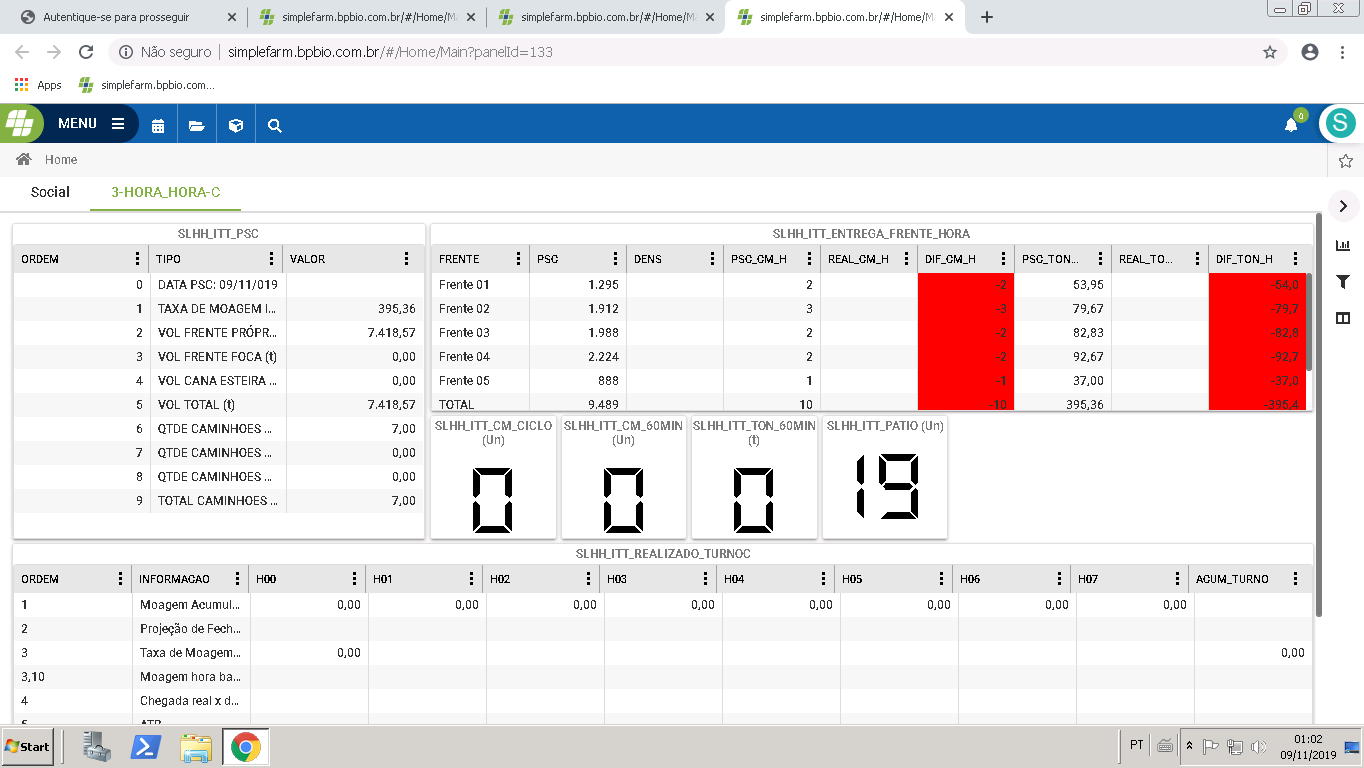 Autentique-se para prosseguir
simplefarm.bpbio.com.br/#/Home/Ma
simplefarm.bpbio.com.br/#/Home/Ma
simplefarm.bpbio.com.br/#/Home/Ma
Não seguro | simplefarm.bpbio.com.br/#/Home/Main?panelId=133
Apps simplefarm.bpbio.com...
MENU 0 S
Home
Social 3-HORA_HORA-C
SLHH_ITT_PSC
ORDEM TIPO VALOR
0 DATA PSC: 09/11/019
1 TAXA DE MOAGEM I... 395,36
2 VOL FRENTE PRÓPR... 7.418,57
3 VOL FRENTE FOCA (t) 0,00
4 VOL CANA ESTEIRA ... 0,00
5 VOL TOTAL (t) 7.418,57
6 QTDE CAMINHOES ... 7,00
7 QTDE CAMINHOES ... 0,00
8 QTDE CAMINHOES ... 0,00
9 TOTAL CAMINHOES ... 7,00
SLHH_ITT_ENTREGA_FRENTE_HORA
FRENTE PSC DENS PSC_CM_H REAL_CM_H DIF_CM_H PSC_TON... REAL_TO... DIF_TON_H
Frente 01 1.295 2 -2 53,95 -54,0
Frente 02 1.912 3 -3 79,67 -79,7
Frente 03 1.988 2 -2 82,83 -82,8
Frente 04 2.224 2 -2 92,67 -92,7
Frente 05 888 1 -1 37,00 -37,0
TOTAL 9.489 10 -10 395,36 -395,4
SLHH_ITT_CM_CICLO (Un)
0
SLHH_ITT_CM_60MIN (Un)
0
SLHH_ITT_TON_60MIN (t)
0
SLHH_ITT_PATIO (Un)
19
SLHH_ITT_REALIZADO_TURNOC
ORDEM INFORMACAO H00 H01 H02 H03 H04 H05 H06 H07 ACUM_TURNO
1 Moagem Acumul... 0,00 0,00 0,00 0,00 0,00 0,00 0,00 0,00
2 Projeção de Fech...
3 Taxa de Moagem... 0,00 0,00
3,10 Moagem hora ba...
4 Chegada real x d...
5 ATR
Start PT 01:02
09/11/2019